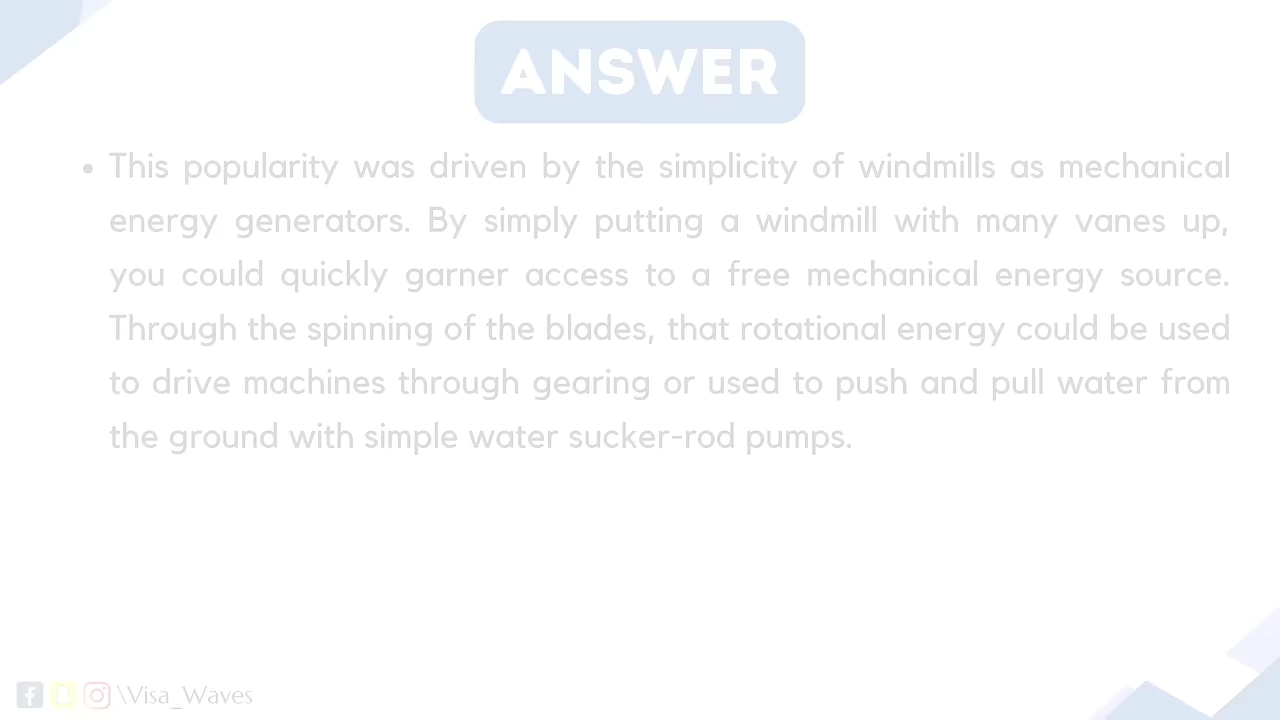 ANSWER
• This popularity was driven by the simplicity of windmills as mechanical
energy generators. By simply putting a windmill with many vanes up,
you could quickly garner access to a free mechanical energy source.
Through the spinning of the blades, that rotational energy could be used
to drive machines through gearing or used to push and pull water from
the ground with simple water sucker-rod pumps.
\Visa_Waves